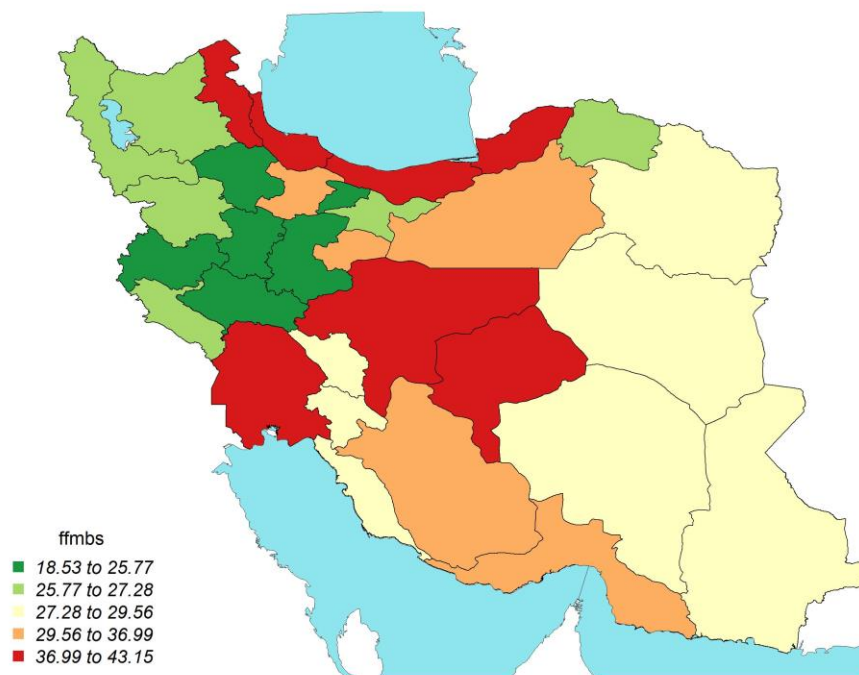 ffmbs
18.53 to 25.77
25.77 to 27.28
27.28 to 29.56
29.56 to 36.99
36.99 to 43.15